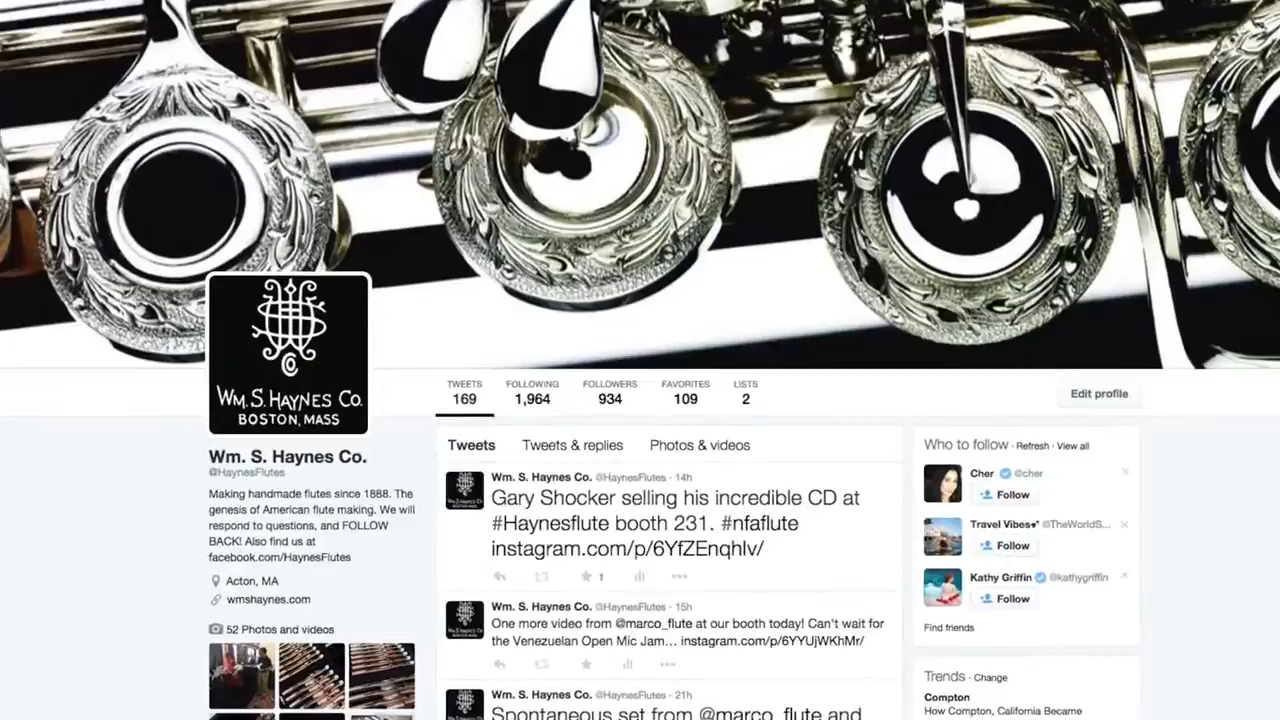 WM. S. HAYNES CO.
BOSTON, MASS
TWEETS
169
FOLLOWING
1,964
FOLLOWERS
934
FAVORITES
109
LISTS
2
Edit profile
Wm. S. Haynes Co.
@HaynesFlutes
Making handmade flutes since 1888. The
genesis of American flute making. We will
respond to questions, and FOLLOW
BACK! Also find us at
facebook.com/HaynesFlutes
Acton, MA
wmshaynes.com
52 Photos and videos
Tweets Tweets & replies Photos & videos
Wm. S. Haynes Co. @HaynesFlutes · 14h
Gary Shocker selling his incredible CD at
#Haynesflute booth 231. #nfaflute
instagram.com/p/6YfZEnqhlv/
1
Wm. S. Haynes Co. @HaynesFlutes · 15h
One more video from @marco_flute at our booth today! Can't wait for
the Venezuelan Open Mic Jam... instagram.com/p/6YYUjWKhMr/
Wm. S. Haynes Co. @HaynesFlutes · 21h
Spontaneous set from @marco_flute and
Who to follow · Refresh · View all
Cher @cher
Follow
Travel Vibes @TheWorldS...
Follow
Kathy Griffin @kathygriffin
Follow
Find friends
Trends · Change
Compton
How Compton, California Became